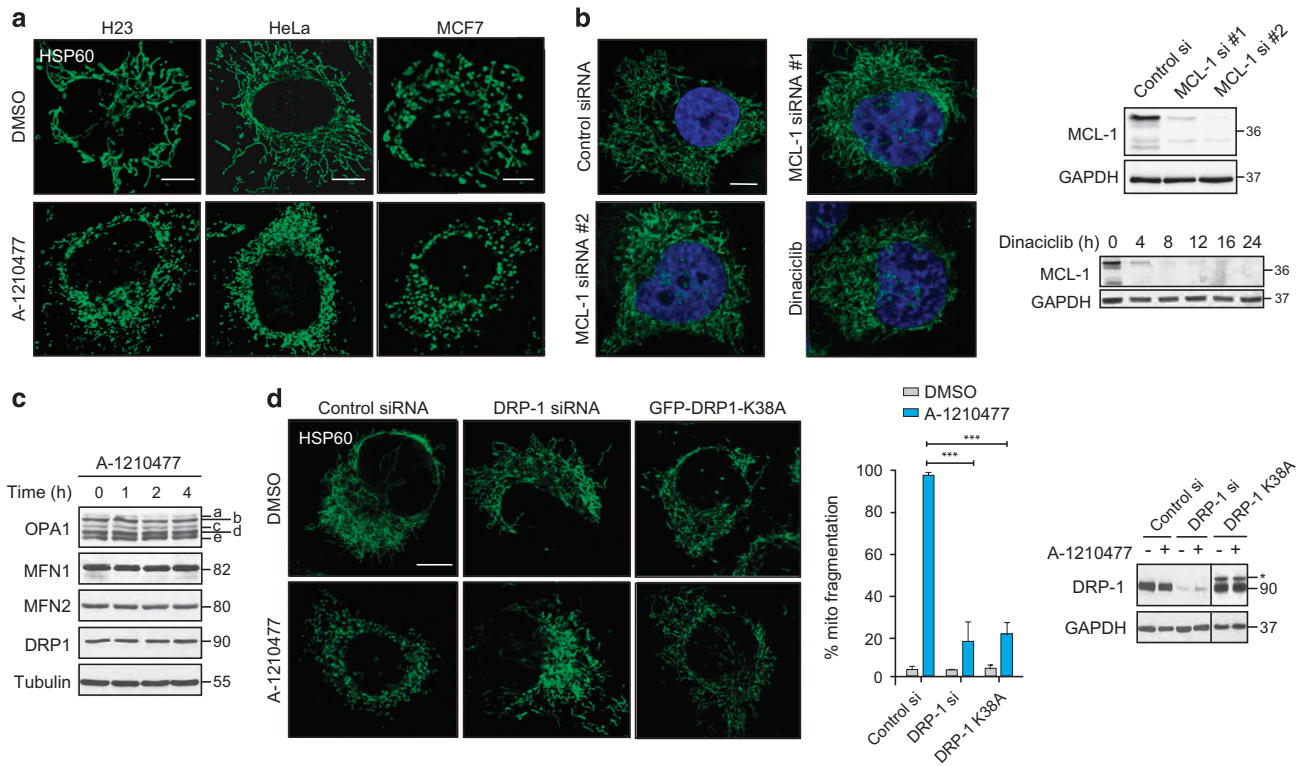 a
H23 HeLa MCF7
HSP60
DMSO
A-1210477
b
Control siRNA
MCL-1 siRNA #1
MCL-1 siRNA #2
Dinaciclib
Control si MCL-1 si #1 MCL-1 si #2
MCL-1 36
GAPDH 37
Dinaciclib (h) 0 4 8 12 16 24
MCL-1 36
GAPDH 37
c
A-1210477
Time (h) 0 1 2 4
OPA1 a b c d e
MFN1 82
MFN2 80
DRP1 90
Tubulin 55
d
Control siRNA DRP-1 siRNA GFP-DRP1-K38A
HSP60
DMSO
A-1210477
DMSO
A-1210477
***
***
% mito fragmentation
100
80
60
40
20
0
Control si DRP-1 si DRP-1 K38A
Control si DRP-1 si DRP-1 K38A
A-1210477 - + - + - +
DRP-1 * 90
GAPDH 37